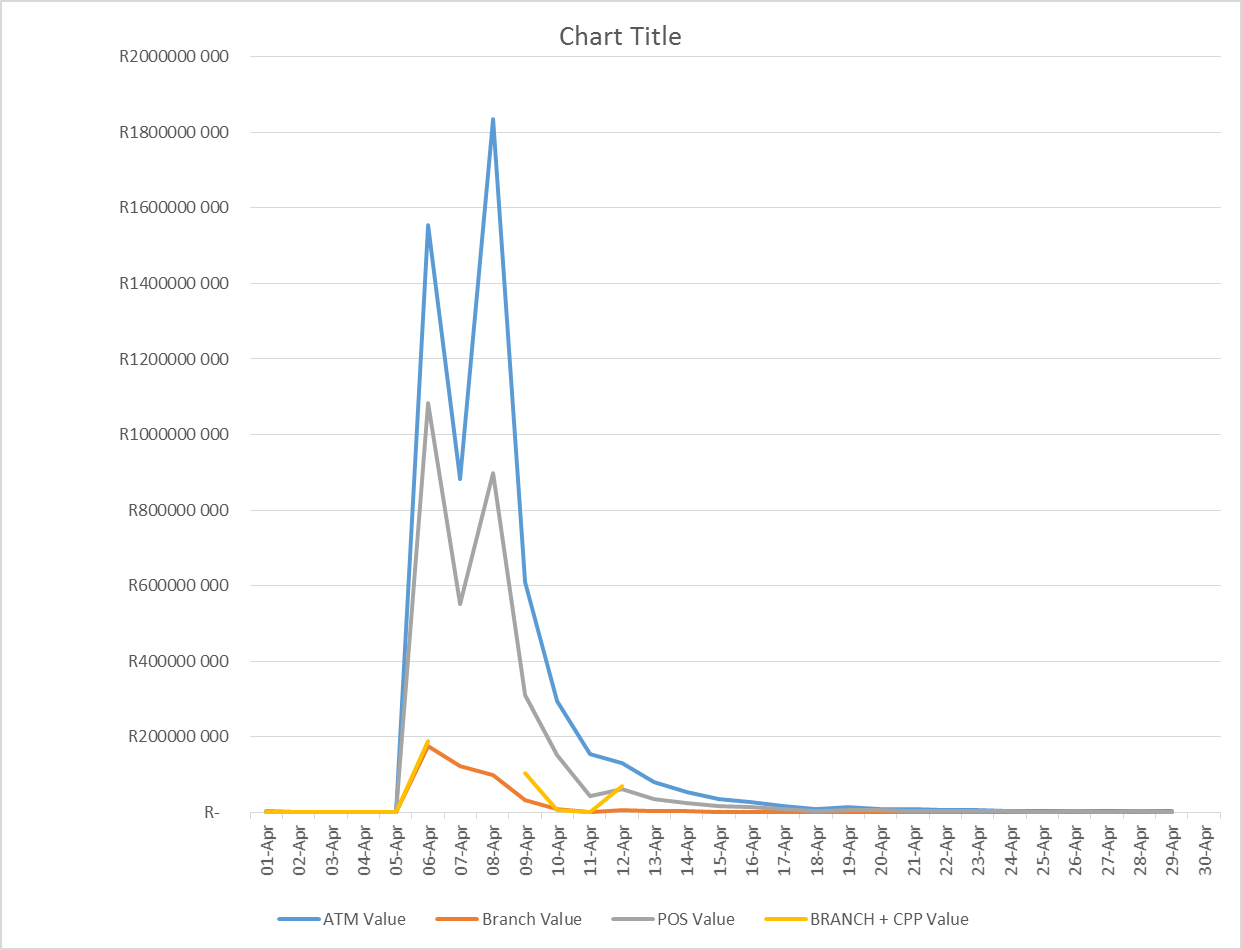 Chart Title
R2000000 000
R1800000 000
R1600000 000
R1400000 000
R1200000 000
R1000000 000
R800000 000
R600000 000
R400000 000
R200000 000
R-
01-Apr
02-Apr
03-Apr
04-Apr
05-Apr
06-Apr
07-Apr
08-Apr
09-Apr
10-Apr
11-Apr
12-Apr
13-Apr
14-Apr
15-Apr
16-Apr
17-Apr
18-Apr
19-Apr
20-Apr
21-Apr
22-Apr
23-Apr
24-Apr
25-Apr
26-Apr
27-Apr
28-Apr
29-Apr
30-Apr
ATM Value Branch Value POS Value BRANCH + CPP Value